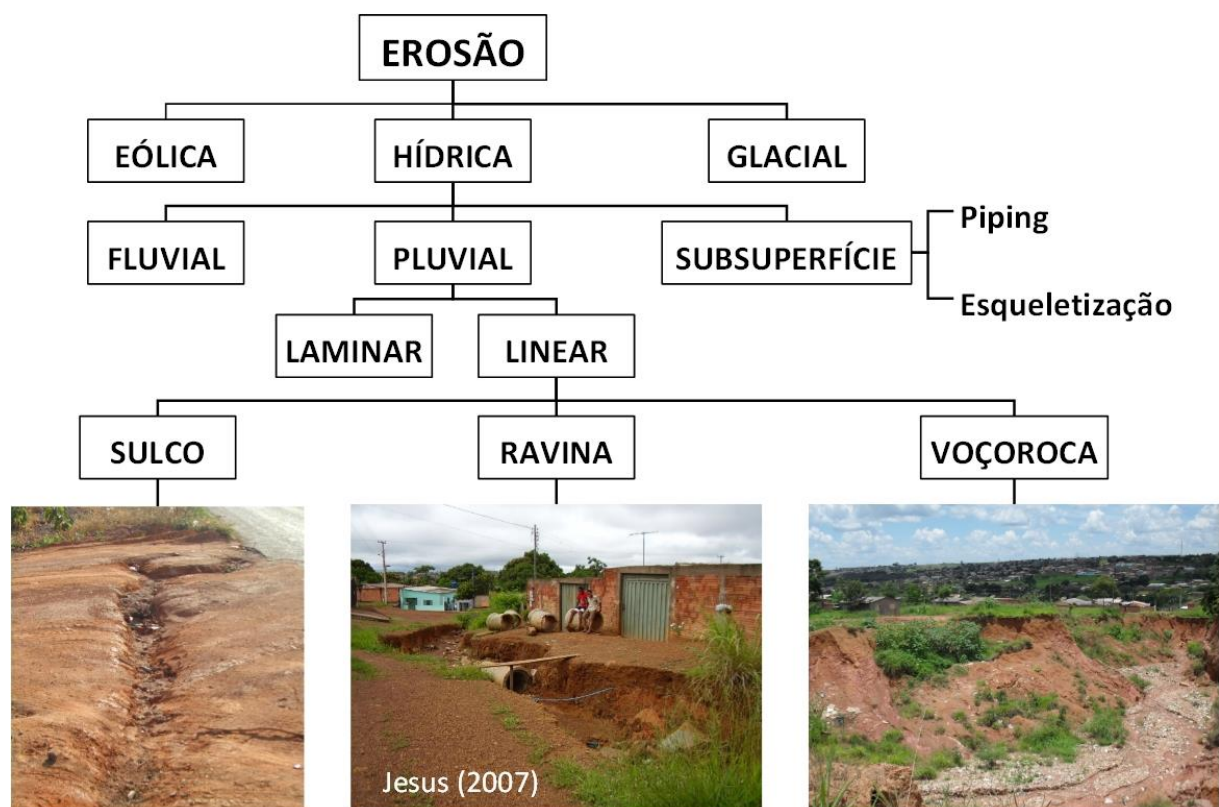 EROSÃO
EÓLICA
HÍDRICA
GLACIAL
FLUVIAL
PLUVIAL
SUBSUPERFÍCIE
Piping
Esqueletização
LAMINAR
LINEAR
SULCO
RAVINA
VOÇOROCA
Jesus (2007)